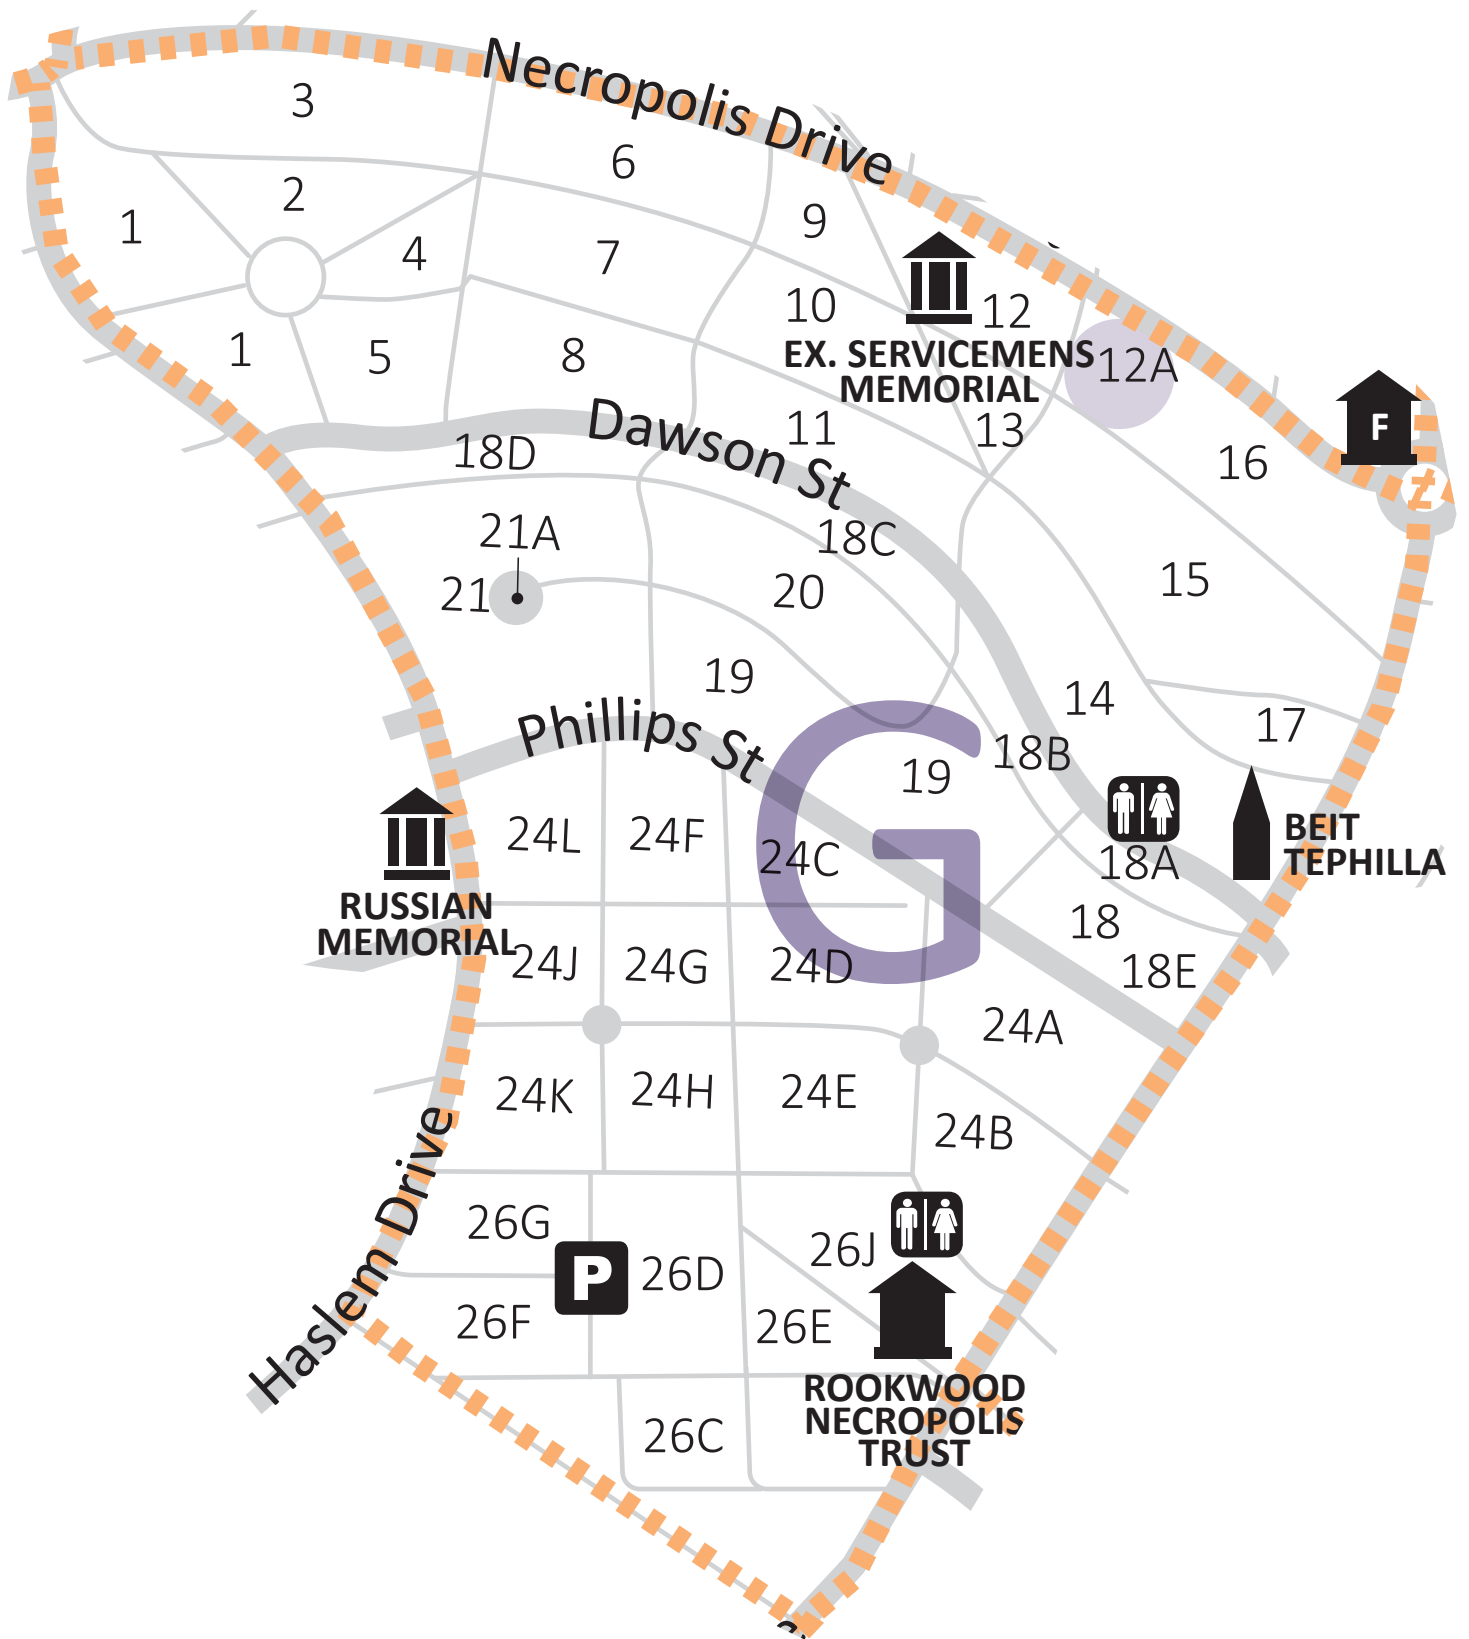 Necropolis Drive
3
6
2
1
9
4
7
10
12
1
5
8
EX. SERVICEMENS
MEMORIAL
12A
F
11
13
Dawson St
18D
16
21A
18C
21
20
15
19
14
17
Phillips St
18B
19
G
24L
24F
24C
18A
BEIT
TEPHILLA
RUSSIAN
MEMORIAL
18
24J
24G
24D
18E
24A
24K
24H
24E
24B
Haslem Drive
26G
26J
26D
P
26F
26E
ROOKWOOD
NECROPOLIS
TRUST
26C